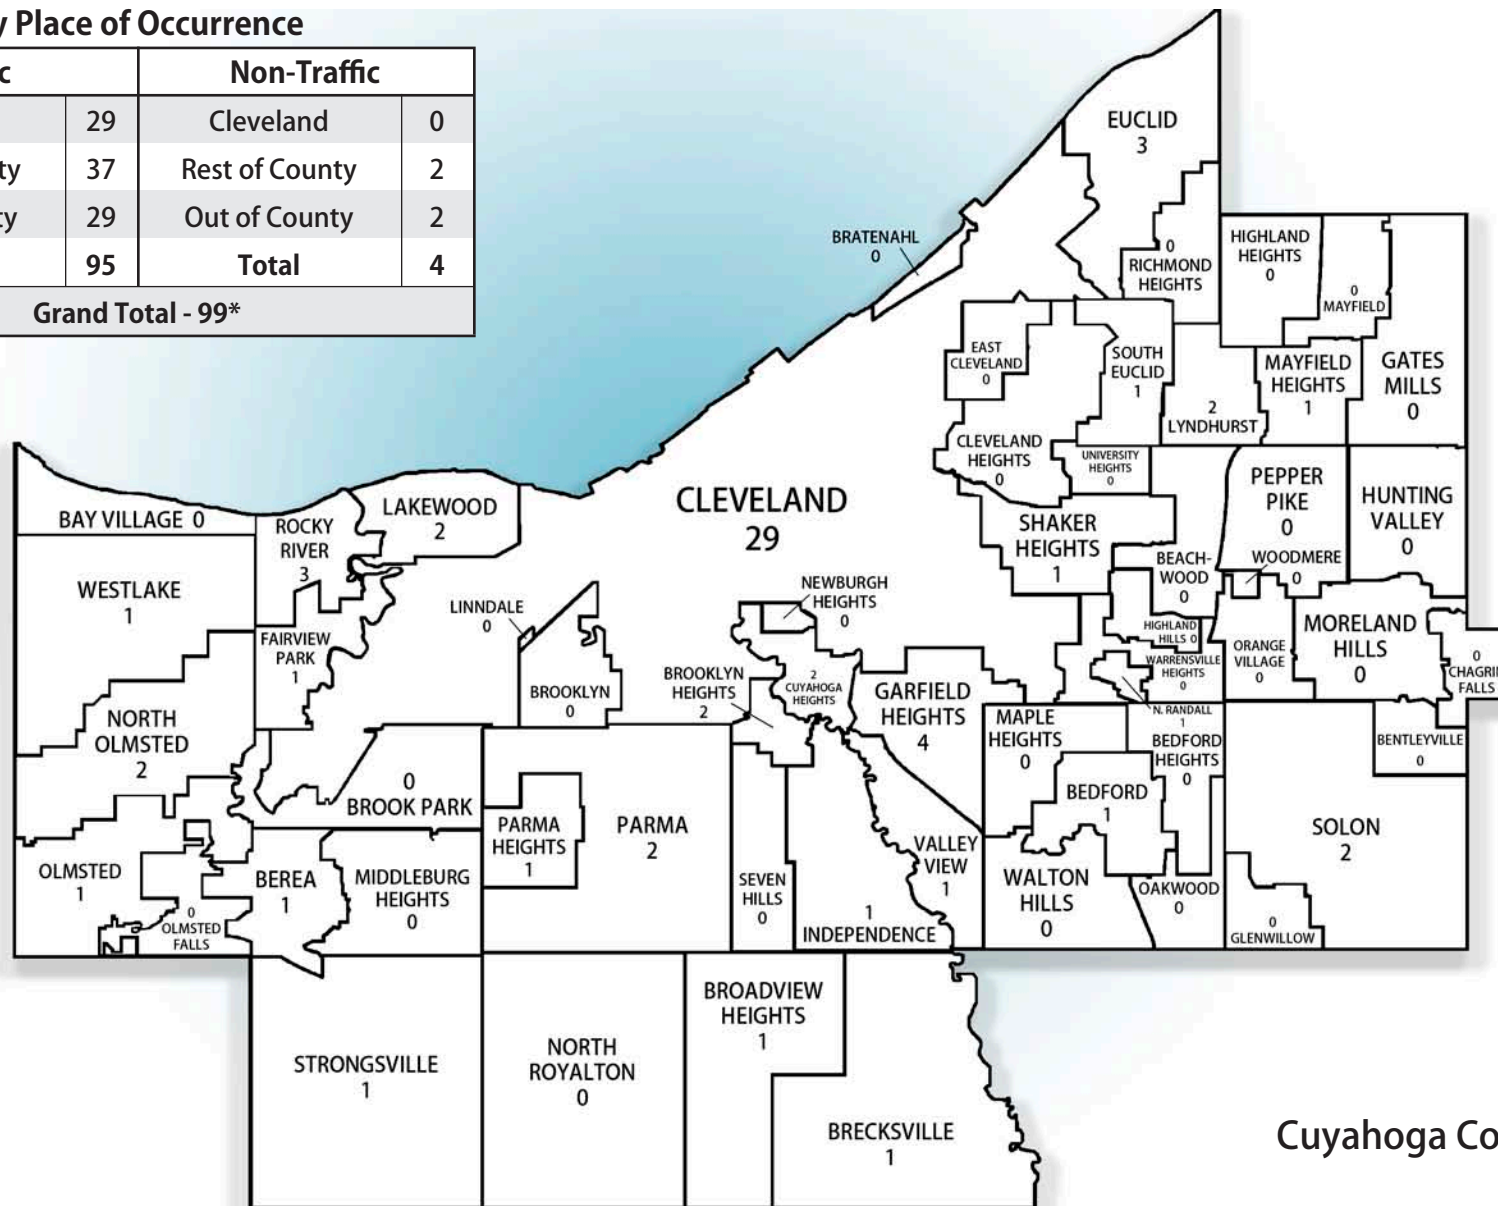 y Place of Occurrence
c Non-Traffic
29 Cleveland 0
ty 37 Rest of County 2
ty 29 Out of County 2
95 Total 4
Grand Total - 99*
EUCLID
3
BRATENAHL
0
0
RICHMOND
HEIGHTS
HIGHLAND
HEIGHTS
0
0
MAYFIELD
EAST
CLEVELAND
0
SOUTH
EUCLID
1
2
LYNDHURST
MAYFIELD
HEIGHTS
1
GATES
MILLS
0
CLEVELAND
HEIGHTS
0
UNIVERSITY
HEIGHTS
0
PEPPER
PIKE
0
HUNTING
VALLEY
0
CLEVELAND
29
SHAKER
HEIGHTS
1
BEACH-
WOOD
0
WOODMERE
0
BAY VILLAGE 0
ROCKY
RIVER
3
LAKEWOOD
2
WESTLAKE
1
LINNDALE
0
NEWBURGH
HEIGHTS
0
HIGHLAND
HILLS 0
ORANGE
VILLAGE
0
MORELAND
HILLS
0
0
CHAGRI
FALLS
FAIRVIEW
PARK
1
BROOKLYN
0
BROOKLYN
HEIGHTS
2
2
CUYAHOGA
HEIGHTS
GARFIELD
HEIGHTS
4
WARRENSVILLE
HEIGHTS
0
N. RANDALL
1
NORTH
OLMSTED
2
MAPLE
HEIGHTS
0
BEDFORD
HEIGHTS
0
BENTLEYVILLE
0
0
BROOK PARK
PARMA
HEIGHTS
1
PARMA
2
BEDFORD
1
SOLON
2
OLMSTED
1
0
OLMSTED
FALLS
BEREA
1
MIDDLEBURG
HEIGHTS
0
SEVEN
HILLS
0
1
INDEPENDENCE
VALLEY
VIEW
1
WALTON
HILLS
0
OAKWOOD
0
0
GLENWILLOW
STRONGSVILLE
1
NORTH
ROYALTON
0
BROADVIEW
HEIGHTS
1
BRECKSVILLE
1
Cuyahoga Co